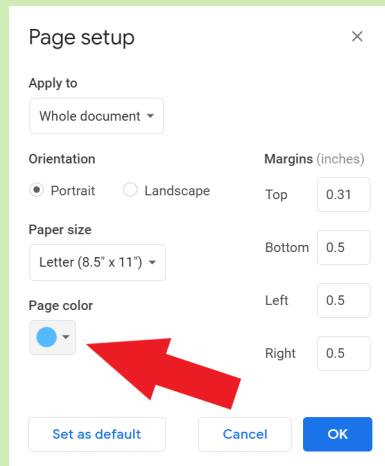 Page setup
Apply to
Whole document
Orientation
Portrait
Landscape
Paper size
Letter (8.5" x 11")
Page color
Margins (inches)
Top 0.31
Bottom 0.5
Left 0.5
Right 0.5
Set as default
Cancel
OK